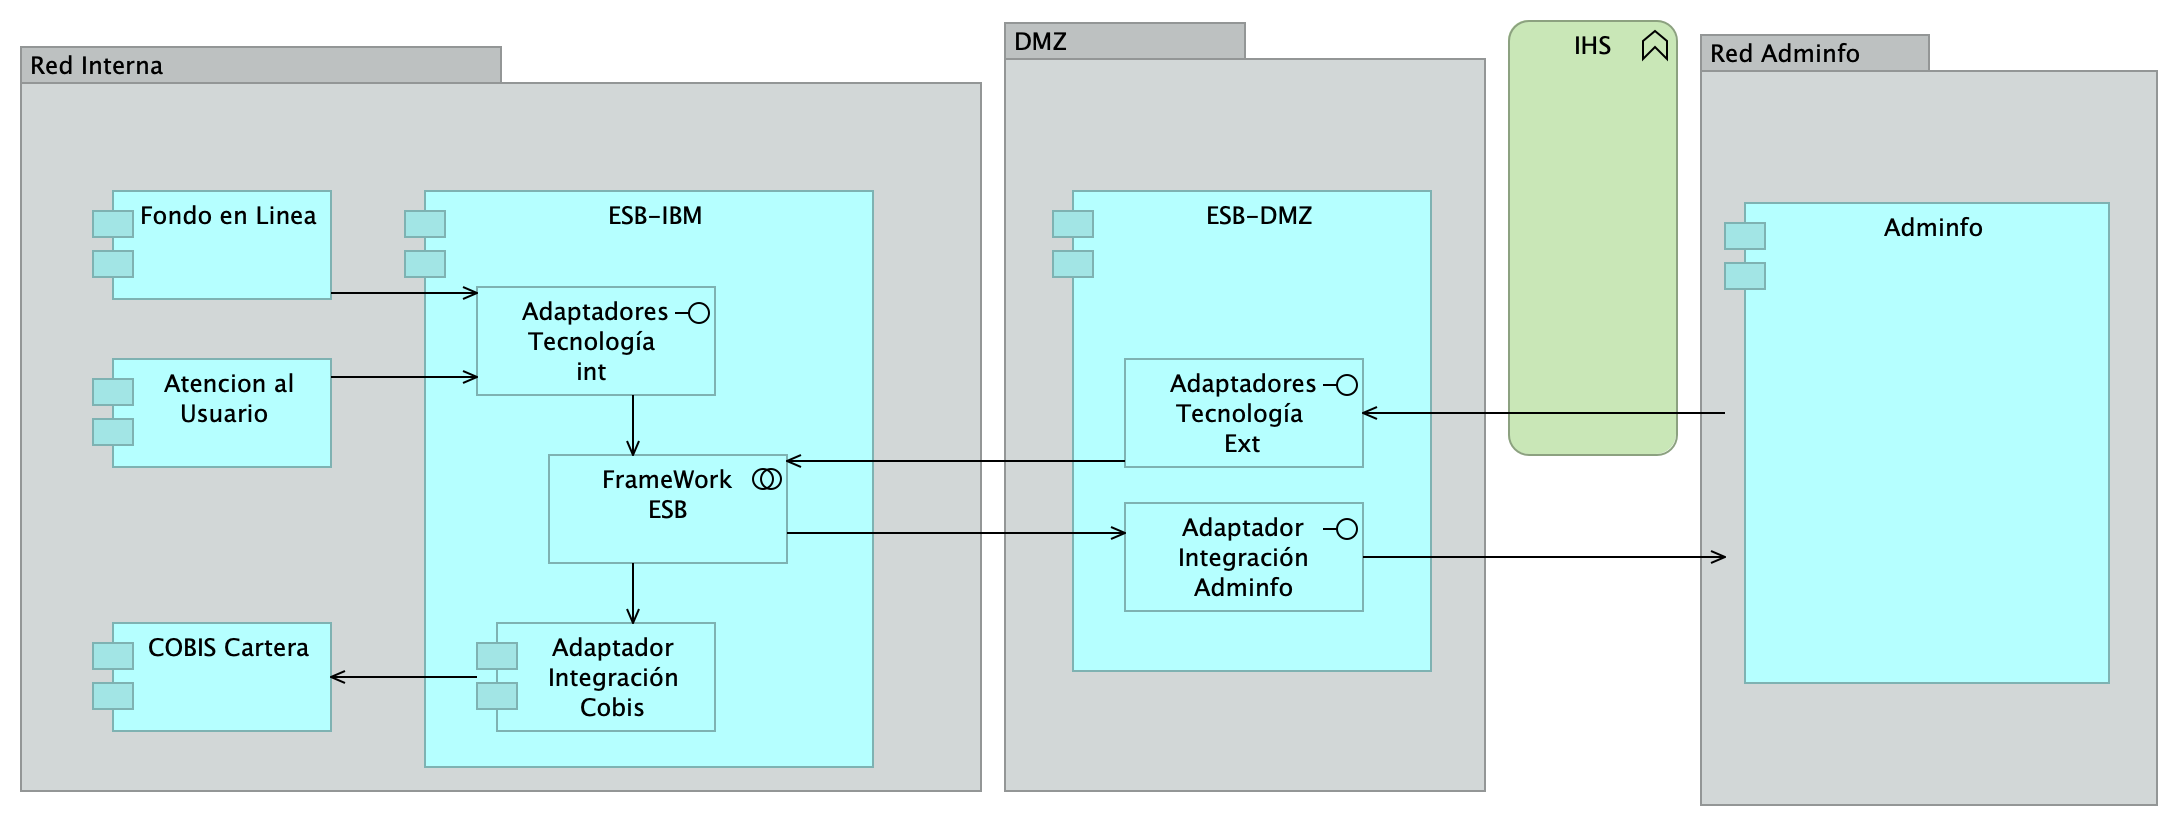 Red Interna
Fondo en Linea
Atencion al
Usuario
COBIS Cartera
ESB-IBM
Adaptadores
Tecnología
int
FrameWork
ESB
Adaptador
Integración
Cobis
DMZ
ESB-DMZ
Adaptadores
Tecnología
Ext
Adaptador
Integración
Adminfo
IHS
Red Adminfo
Adminfo